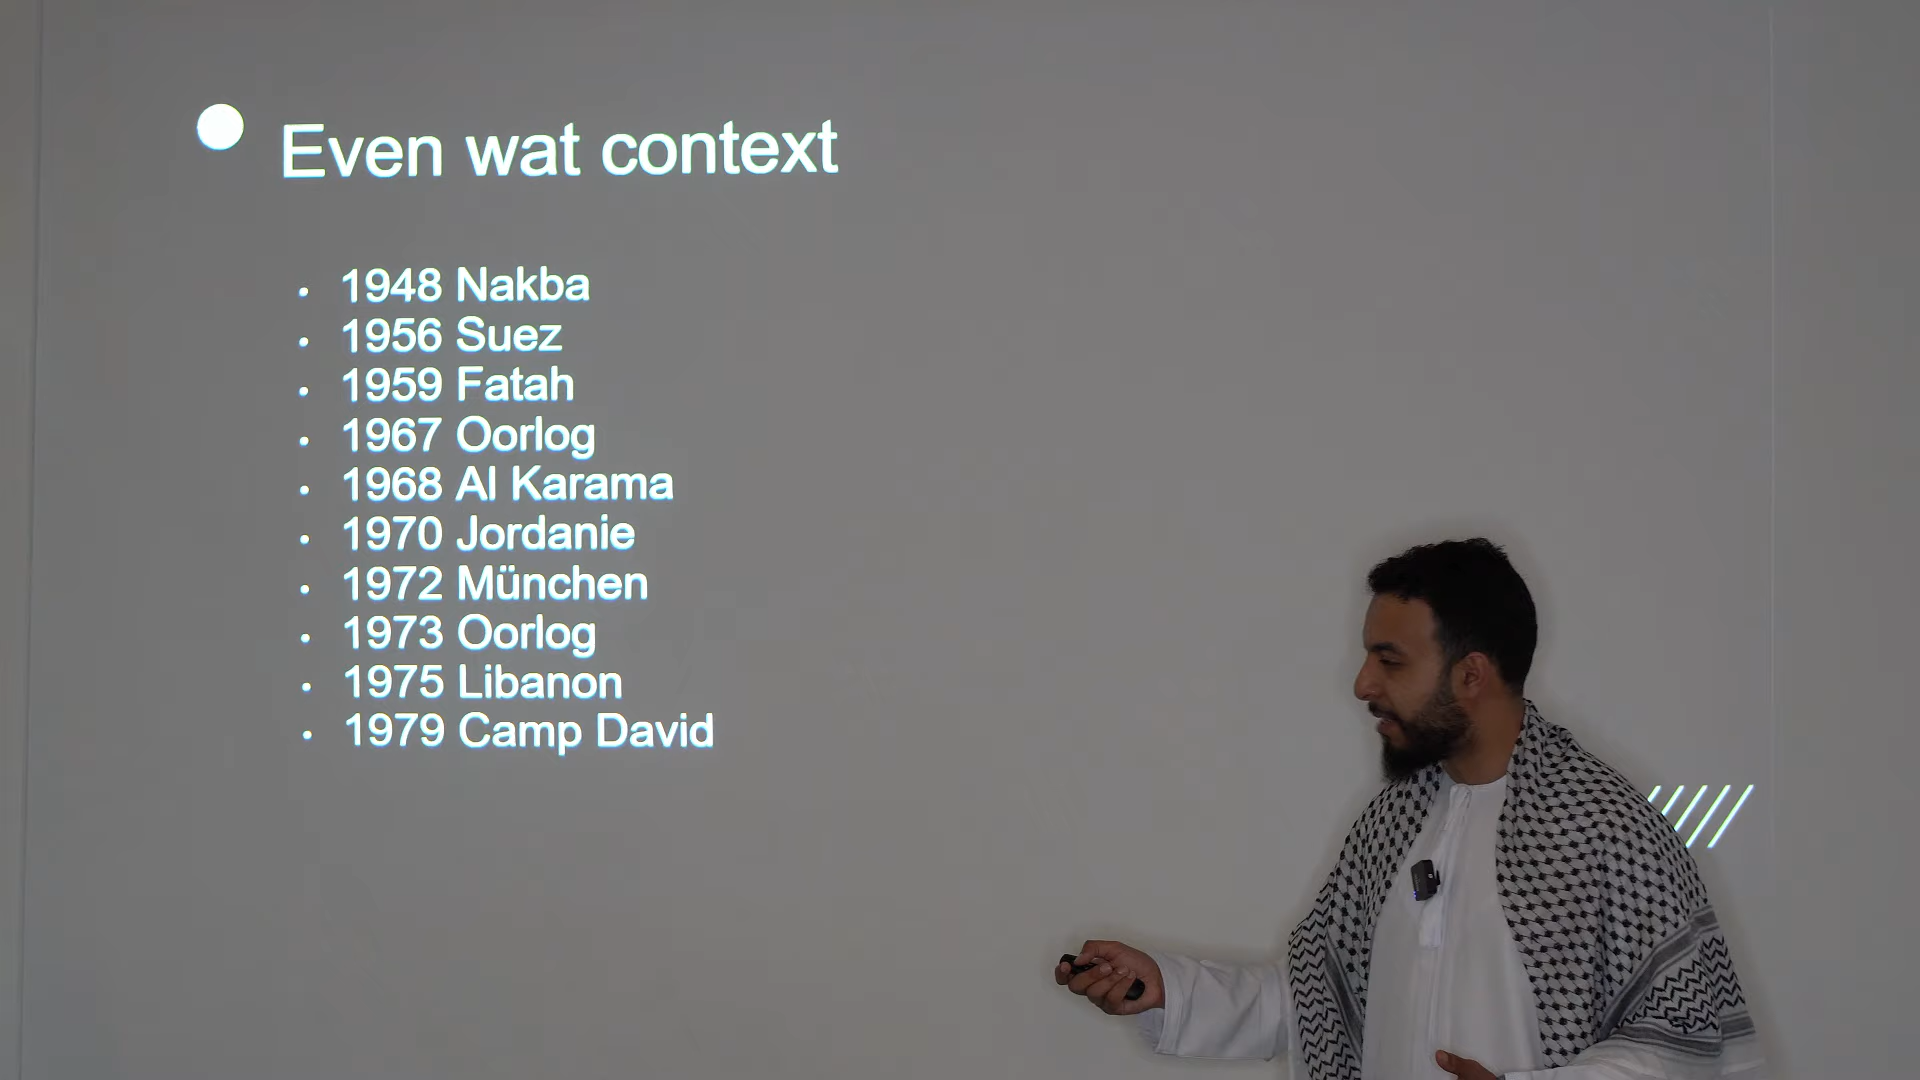 Even wat context
1948 Nakba
1956 Suez
1959 Fatah
1967 Oorlog
1968 Al Karama
1970 Jordanie
1972 München
1973 Oorlog
1975 Libanon
1979 Camp David